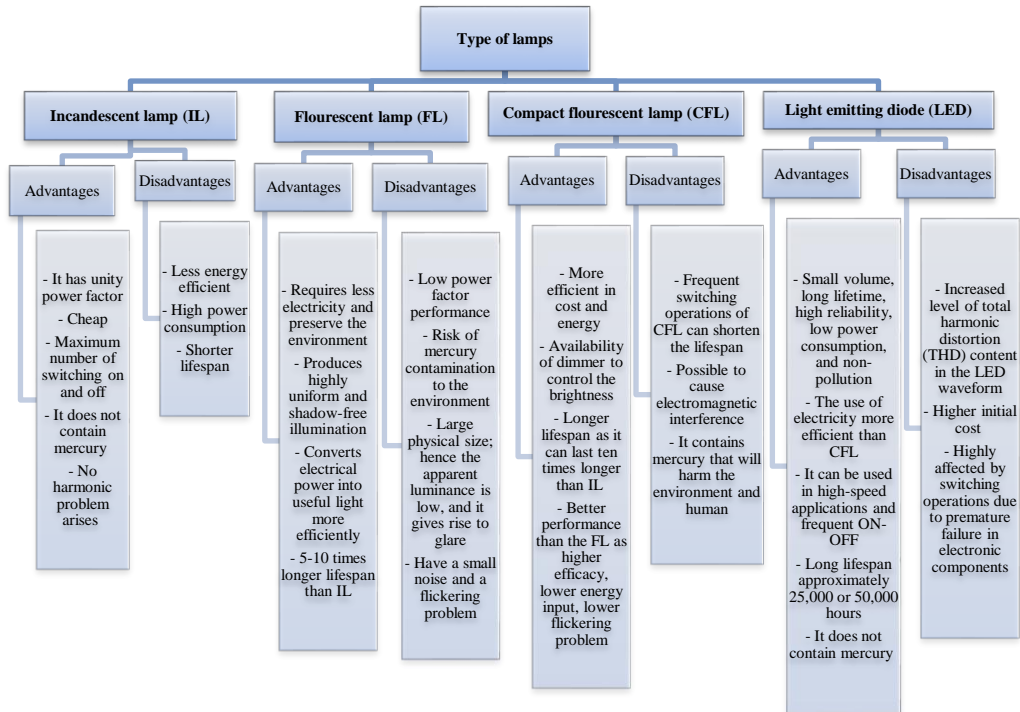 Type of lamps
Incandescent lamp (IL)
Advantages
- It has unity
power factor
- Cheap
- Maximum
number of
switching on
and off
- It does not
contain
mercury
- No
harmonic
problem
arises
Disadvantages
- Less energy
efficient
- High power
consumption
- Shorter
lifespan
Flourescent lamp (FL)
Advantages
- Requires less
electricity and
preserve the
environment
- Produces
highly
uniform and
shadow-free
illumination
- Converts
electrical
power into
useful light
more
efficiently
- 5-10 times
longer lifespan
than IL
Disadvantages
- Low power
factor
performance
- Risk of
mercury
contamination
to the
environment
- Large
physical size;
hence the
apparent
luminance is
low, and it
gives rise to
glare
- Have a small
noise and a
flickering
problem
Compact flourescent lamp (CFL)
Advantages
- More
efficient in
cost and
energy
- Availability
of dimmer to
control the
brightness
- Longer
lifespan as it
can last ten
times longer
than IL
- Better
performance
than the FL as
higher
efficacy,
lower energy
input, lower
flickering
problem
Disadvantages
- Frequent
switching
operations of
CFL can shorten
the lifespan
- Possible to
cause
electromagnetic
interference
- It contains
mercury that will
harm the
environment and
human
Light emitting diode (LED)
Advantages
- Small volume,
long lifetime,
high reliability,
low power
consumption,
and non-
pollution
- The use of
electricity more
efficient than
CFL
- It can be used
in high-speed
applications and
frequent ON-
OFF
- Long lifespan
approximately
25,000 or 50,000
hours
- It does not
contain mercury
Disadvantages
- Increased
level of total
harmonic
distortion
(THD) content
in the LED
waveform
- Higher initial
cost
- Highly
affected by
switching
operations due
to premature
failure in
electronic
components